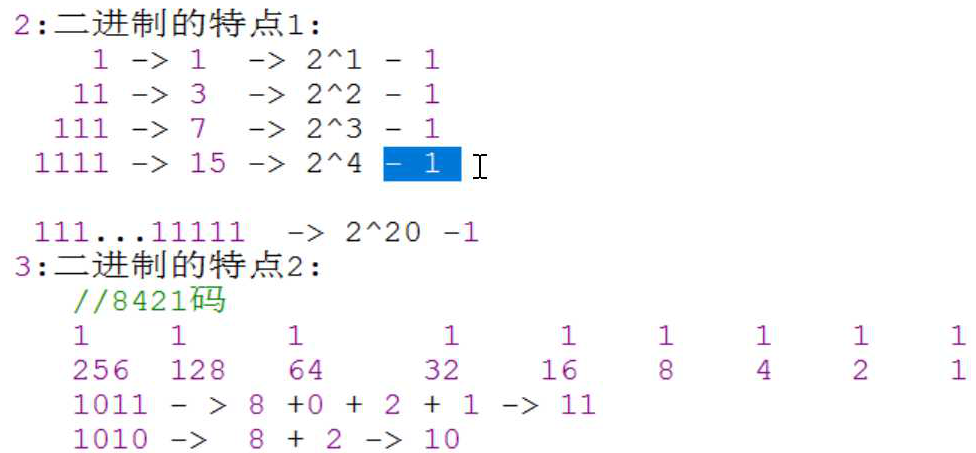 2:二进制的特点1:
1 -> 1 -> 2^1 - 1
11 -> 3 -> 2^2 - 1
111 -> 7 -> 2^3 - 1
1111 -> 15 -> 2^4 - 1
111...11111 -> 2^20 -1
3:二进制的特点2:
//8421码
1 1 1 1 1 1 1 1 1
256 128 64 32 16 8 4 2 1
1011 - > 8 +0 + 2 + 1 -> 11
1010 -> 8 + 2 -> 10